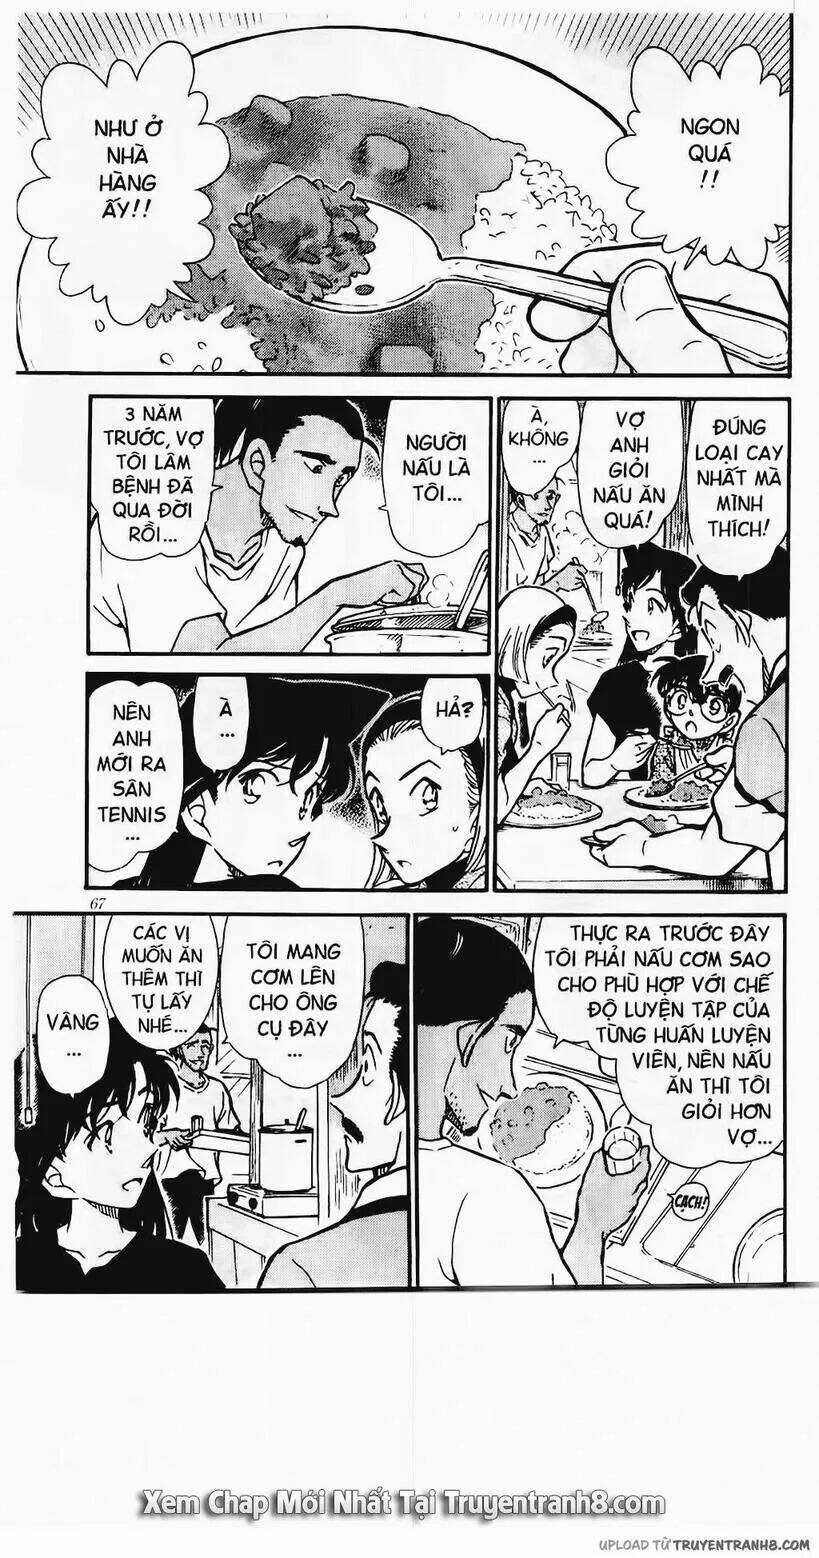 NGON
QUÁ
!!
NHƯ Ở
NHÀ
HÀNG
ẤY!!
ĐÚNG
LOẠI CAY
NHẤT MÀ
MÌNH
THÍCH!
VỢ
ANH
GIỎI
NẤU ĂN
QUÁ!
À,
KHÔNG
...
NGƯỜI
NẤU LÀ
TÔI...
3 NĂM
TRƯỚC, VỢ
TÔI LÂM
BỆNH ĐÃ
QUA ĐỜI
RỒI...
HẢ?
À
...
NÊN
ANH
MỚI RA
SÂN
TENNIS
...
67
THỰC RA TRƯỚC ĐÂY
TÔI PHẢI NẤU CƠM SAO
CHO PHÙ HỢP VỚI CHẾ
ĐỘ LUYỆN TẬP CỦA
TỪNG HUẤN LUYỆN
VIÊN, NÊN NẤU
ĂN THÌ TÔI
GIỎI HƠN
VỢ...
CẠCH!
TÔI MANG
CƠM LÊN
CHO ÔNG
CỤ ĐÂY
...
CÁC VỊ
MUỐN ĂN
THÊM THÌ
TỰ LẤY
NHÉ...
VÂNG
...
Xem Chap Mới Nhất Tại Truyentranh8.com
UPLOAD TỪ TRUYENTRANH8.COM